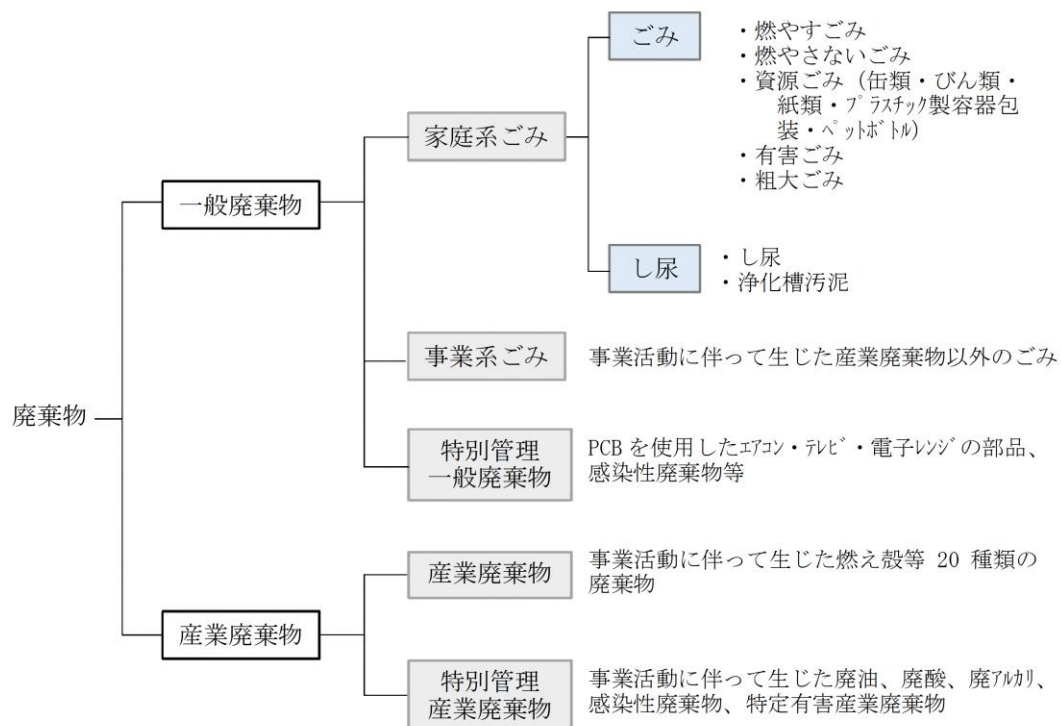 ごみ
・燃やすごみ
・燃やさないごみ
・資源ごみ（缶類・びん類・
紙類・プラスチック製容器包
装・ペットボトル）
・有害ごみ
・粗大ごみ
家庭系ごみ
一般廃棄物
し尿
・し尿
・浄化槽汚泥
事業系ごみ
事業活動に伴って生じた産業廃棄物以外のごみ
廃棄物
特別管理
一般廃棄物
PCB を使用したエアコン・テレビ・電子レンジの部品、
感染性廃棄物等
産業廃棄物
事業活動に伴って生じた燃え殻等 20 種類の
廃棄物
産業廃棄物
特別管理
産業廃棄物
事業活動に伴って生じた廃油、廃酸、廃アルカリ、
感染性廃棄物、特定有害産業廃棄物